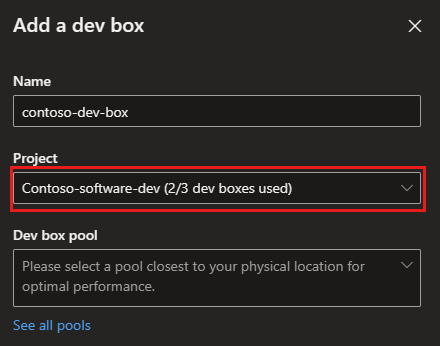 Add a dev box
Name
contoso-dev-box
Project
Contoso-software-dev (2/3 dev boxes used)
Dev box pool
Please select a pool closest to your physical location for
optimal performance.
See all pools